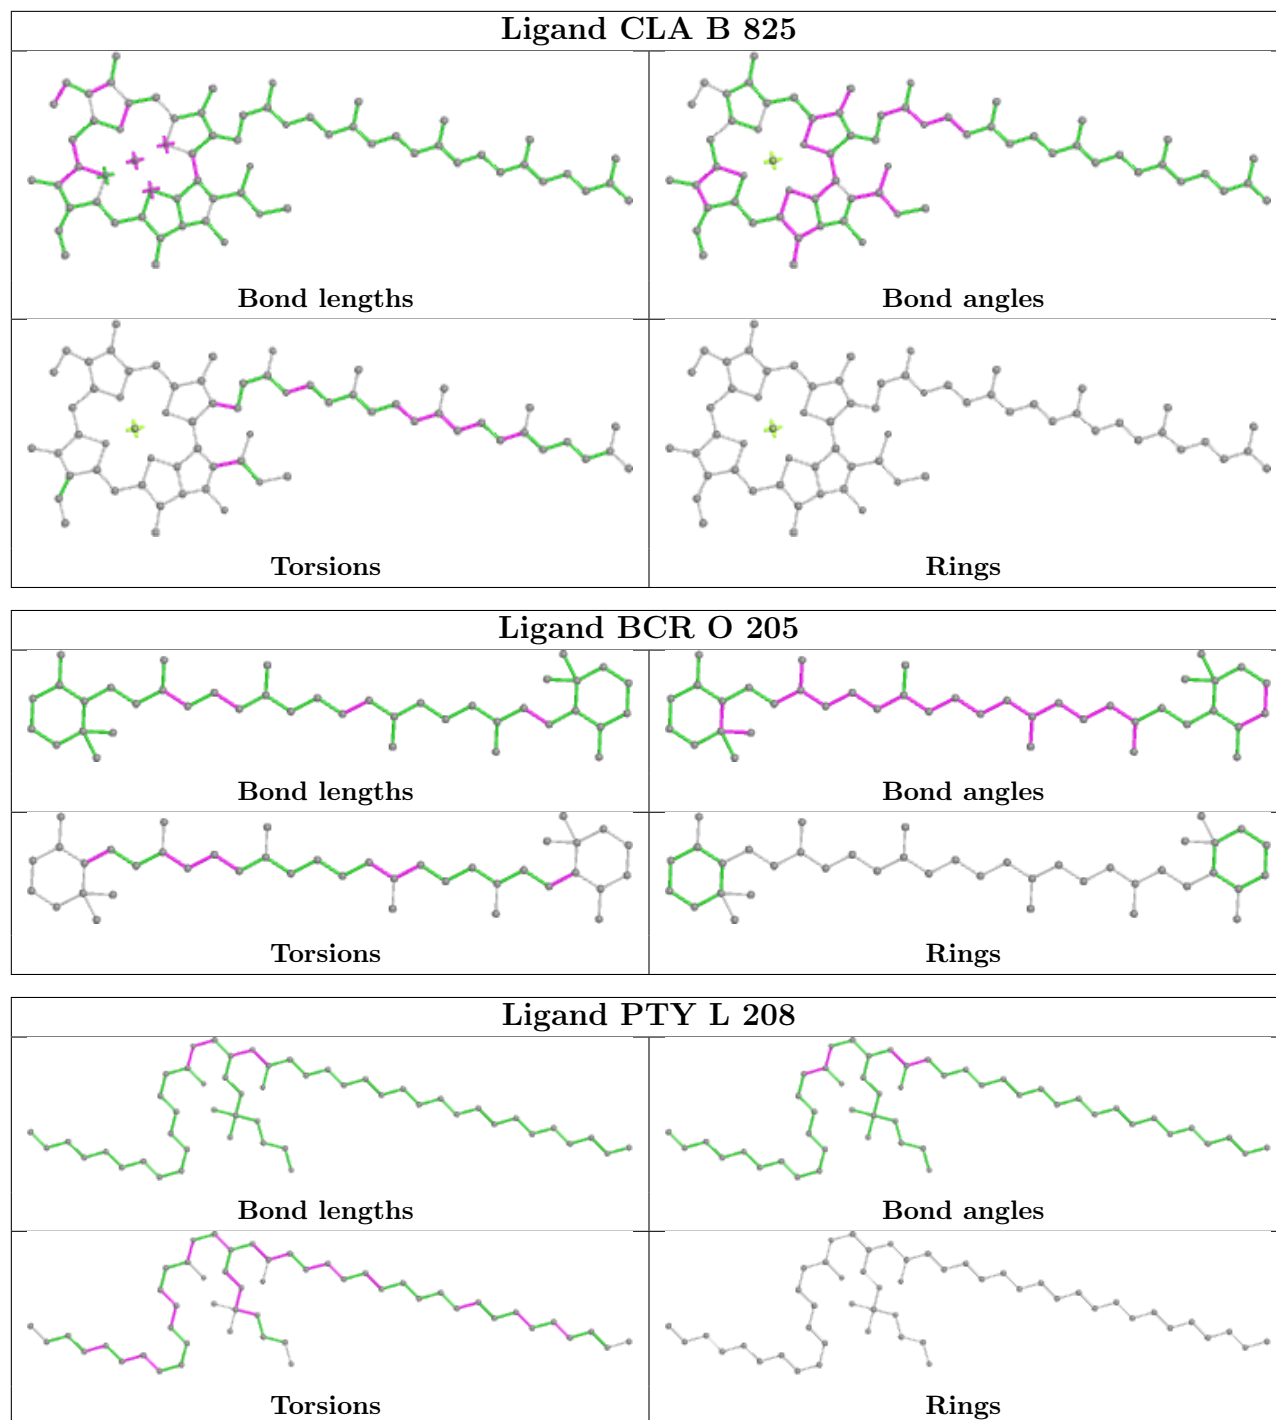 Ligand CLA B 825
Bond lengths
Bond angles
Torsions
Rings
Ligand BCR O 205
Bond lengths
Bond angles
Torsions
Rings
Ligand PTY L 208
Bond lengths
Bond angles
Torsions
Rings